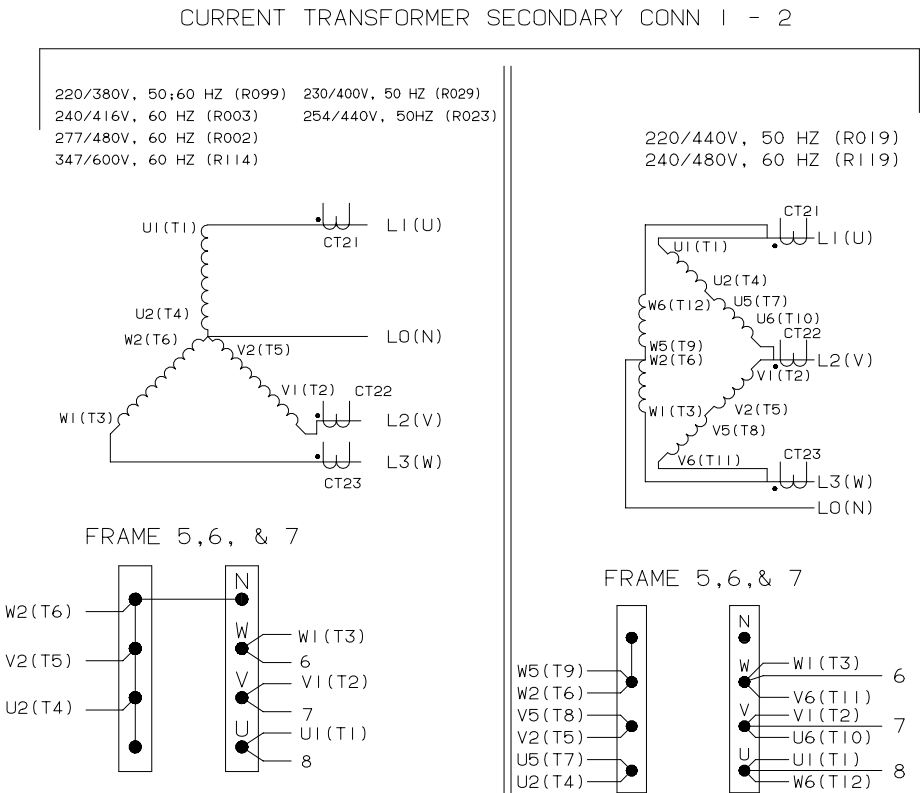 CURRENT TRANSFORMER SECONDARY CONN 1 - 2
220/380V, 50;60 HZ (R099) 230/400V, 50 HZ (R029)
240/416V, 60 HZ (R003) 254/440V, 50HZ (R023)
277/480V, 60 HZ (R002)
347/600V, 60 HZ (R114)
U1(T1)
L1(U)
CT21
U2(T4)
W2(T6)
L0(N)
V2(T5)
V1(T2)
CT22
W1(T3)
L2(V)
L3(W)
CT23
FRAME 5,6, & 7
N
W2(T6)
W
W1(T3)
V2(T5)
6
V
V1(T2)
U2(T4)
7
U
U1(T1)
8
220/440V, 50 HZ (R019)
240/480V, 60 HZ (R119)
CT21
U1(T1)
L1(U)
U2(T4)
W6(T12)
U5(T7)
U6(T10)
CT22
W5(T9)
W2(T6)
L2(V)
V1(T2)
W1(T3)
V2(T5)
V5(T8)
CT23
V6(T11)
L3(W)
L0(N)
FRAME 5,6,& 7
N
W5(T9)
W
W1(T3)
6
W2(T6)
V6(T11)
V5(T8)
V
V1(T2)
7
V2(T5)
U6(T10)
U5(T7)
U
U1(T1)
8
U2(T4)
W6(T12)